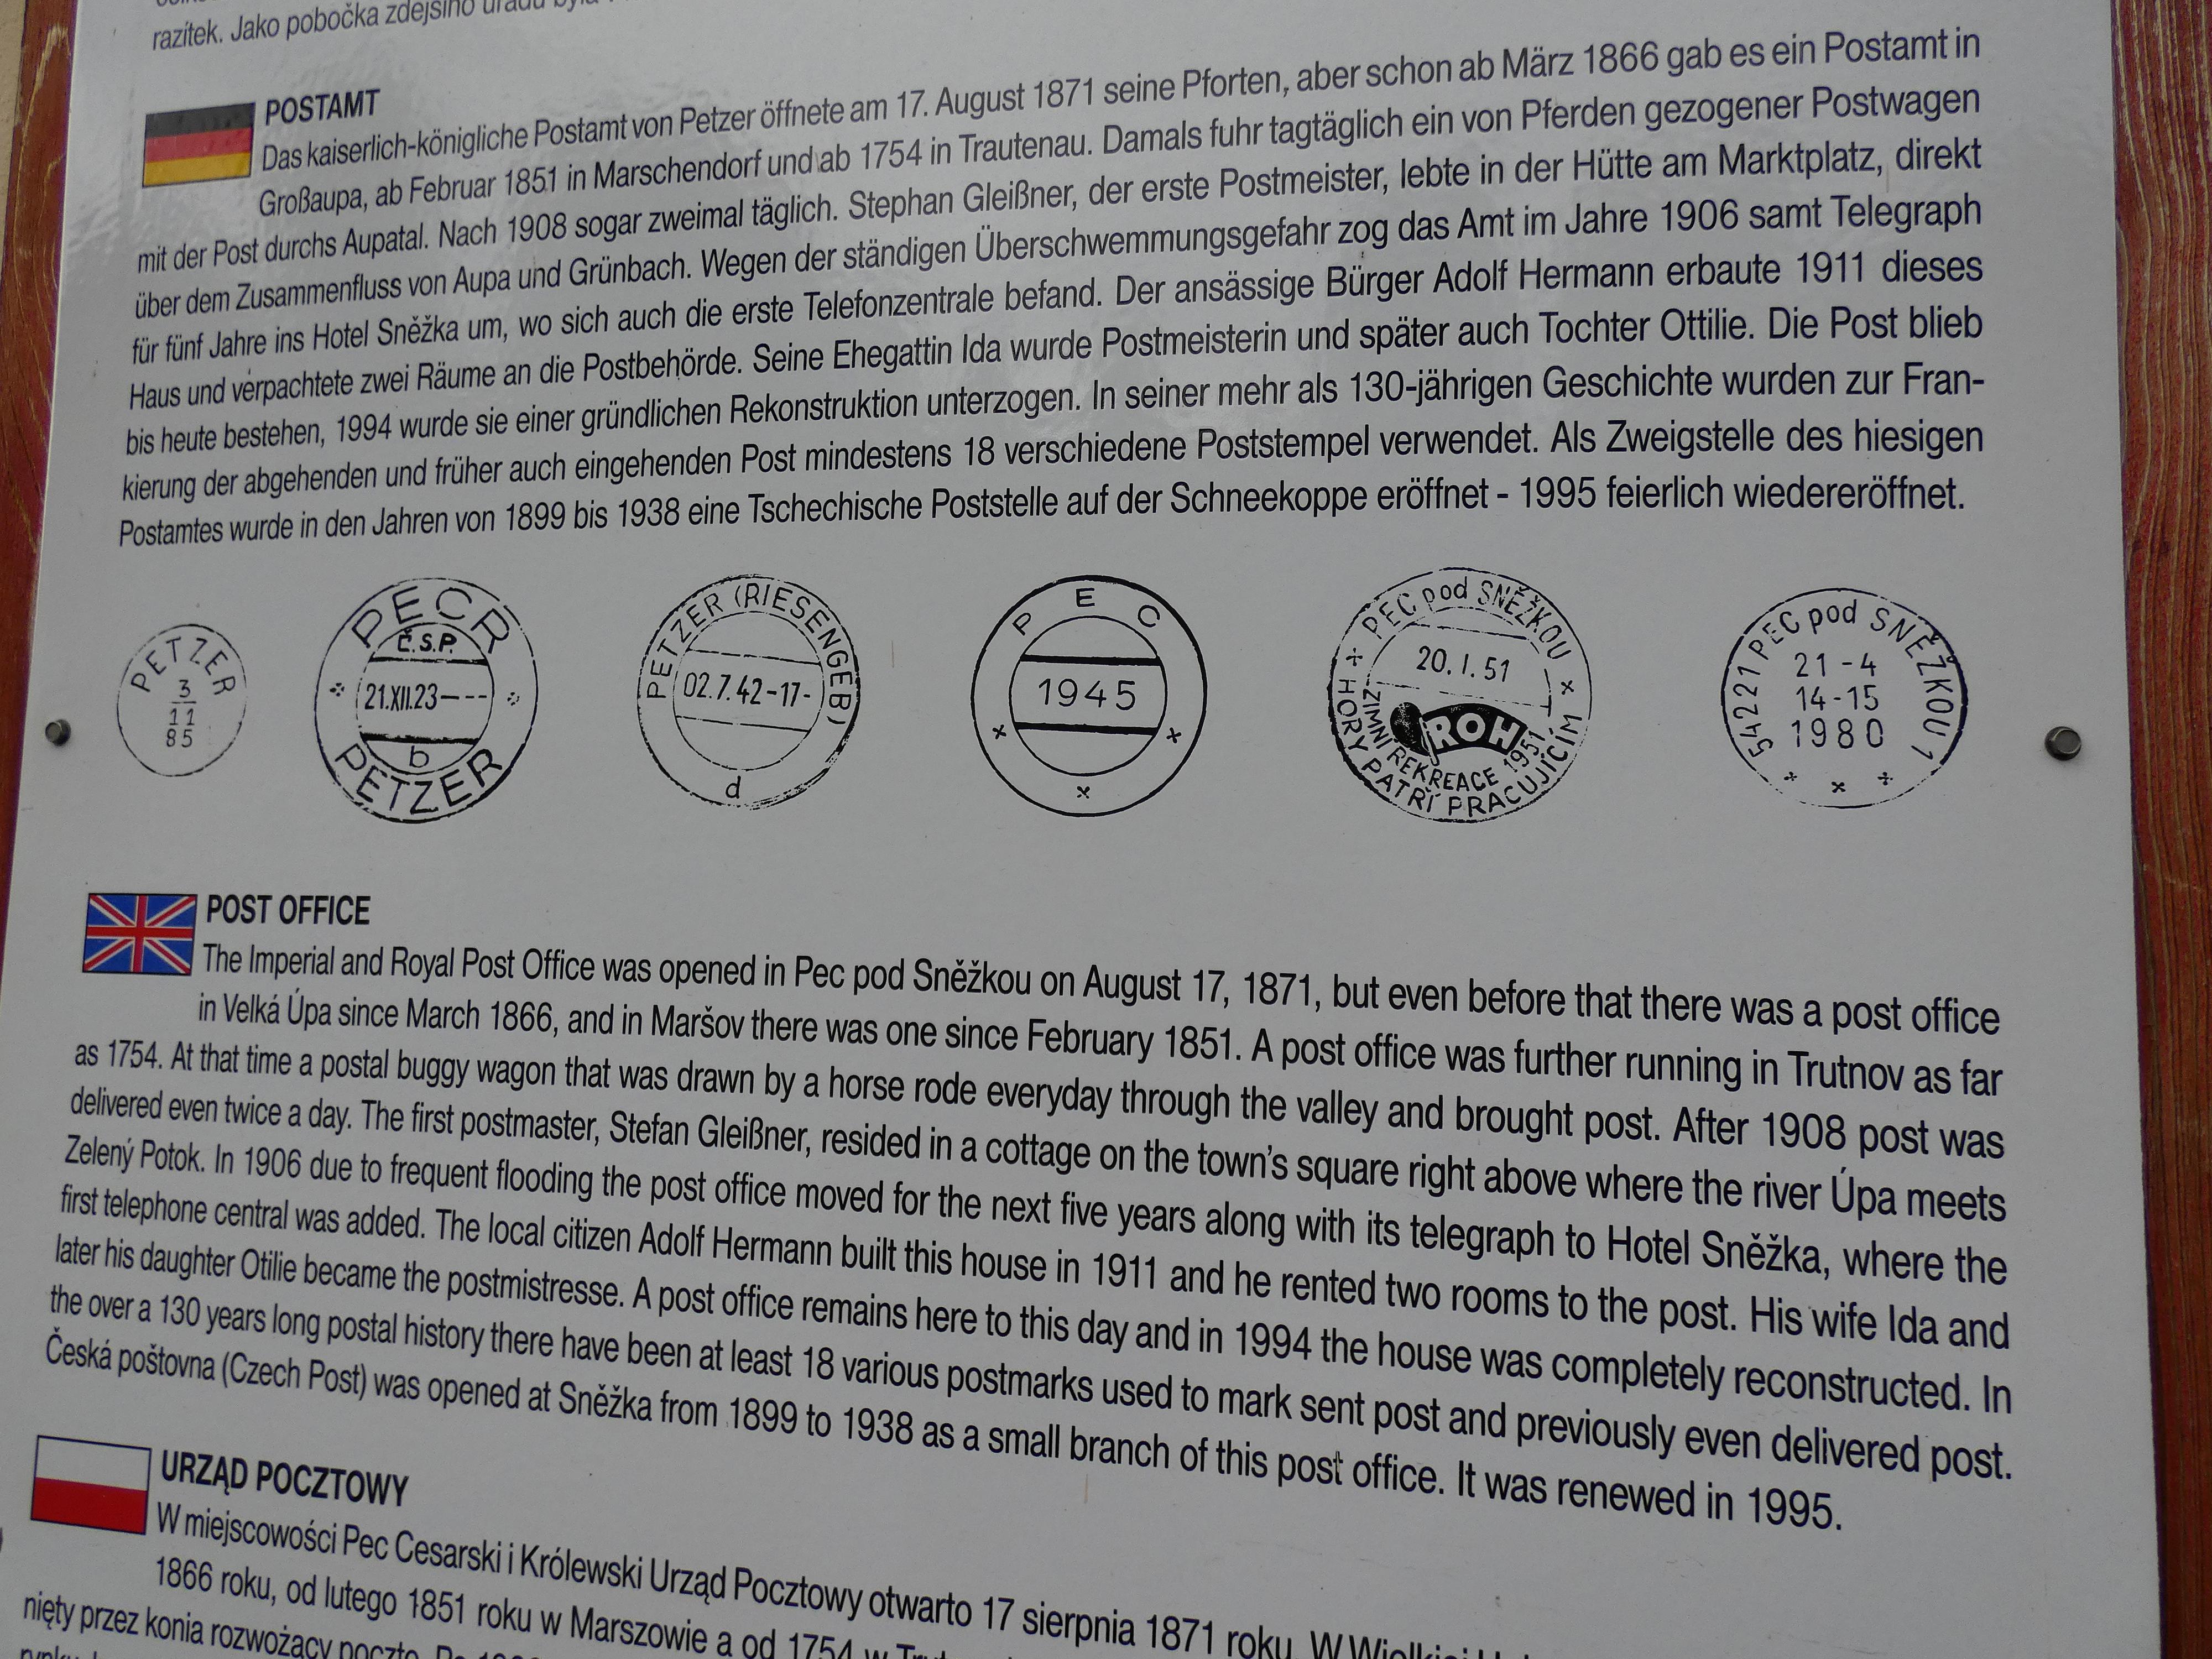 razítek. Jako pobočka zdejšího úřadu byla
POSTAMT
Das kaiserlich-königliche Postamt von Petzer öffnete am 17. August 1871 seine Pforten, aber schon ab März 1866 gab es ein Postamt in
Großaupa, ab Februar 1851 in Marschendorf und ab 1754 in Trautenau. Damals fuhr tagtäglich ein von Pferden gezogener Postwagen
mit der Post durchs Aupatal. Nach 1908 sogar zweimal täglich. Stephan Gleißner, der erste Postmeister, lebte in der Hütte am Marktplatz, direkt
über dem Zusammenfluss von Aupa und Grünbach. Wegen der ständigen Überschwemmungsgefahr zog das Amt im Jahre 1906 samt Telegraph
für fünf Jahre ins Hotel Sněžka um, wo sich auch die erste Telefonzentrale befand. Der ansässige Bürger Adolf Hermann erbaute 1911 dieses
Haus und verpachtete zwei Räume an die Postbehörde. Seine Ehegattin Ida wurde Postmeisterin und später auch Tochter Ottilie. Die Post blieb
bis heute bestehen, 1994 wurde sie einer gründlichen Rekonstruktion unterzogen. In seiner mehr als 130-jährigen Geschichte wurden zur Fran-
kierung der abgehenden und früher auch eingehenden Post mindestens 18 verschiedene Poststempel verwendet. Als Zweigstelle des hiesigen
Postamtes wurde in den Jahren von 1899 bis 1938 eine Tschechische Poststelle auf der Schneekoppe eröffnet - 1995 feierlich wiedereröffnet.
PETZER
3
11
85
PECR
Č.S.P.
21.XII.23---
b
PETZER
PETZER (RIESENGEB)
02.7.42-17-
d
PEC
1945
PEC pod SNĚŽKOU
20.I.51
ROH
ZIMNÍ REKREACE 1951
HORY PATŘÍ PRACUJÍCÍM
54221 PEC pod SNĚŽKOU 1
21-4
14-15
1980
POST OFFICE
The Imperial and Royal Post Office was opened in Pec pod Sněžkou on August 17, 1871, but even before that there was a post office
in Velká Úpa since March 1866, and in Maršov there was one since February 1851. A post office was further running in Trutnov as far
as 1754. At that time a postal buggy wagon that was drawn by a horse rode everyday through the valley and brought post. After 1908 post was
delivered even twice a day. The first postmaster, Stefan Gleißner, resided in a cottage on the town's square right above where the river Úpa meets
Zelený Potok. In 1906 due to frequent flooding the post office moved for the next five years along with its telegraph to Hotel Sněžka, where the
first telephone central was added. The local citizen Adolf Hermann built this house in 1911 and he rented two rooms to the post. His wife Ida and
later his daughter Otilie became the postmistresse. A post office remains here to this day and in 1994 the house was completely reconstructed. In
the over a 130 years long postal history there have been at least 18 various postmarks used to mark sent post and previously even delivered post.
Česká poštovna (Czech Post) was opened at Sněžka from 1899 to 1938 as a small branch of this post office. It was renewed in 1995.
URZĄD POCZTOWY
W miejscowości Pec Cesarski i Królewski Urząd Pocztowy otwarto 17 sierpnia 1871 roku. W Wielkiej
1866 roku, od lutego 1851 roku w Marszowie a od 1754 w
nięty przez konia rozwożący pocztę.